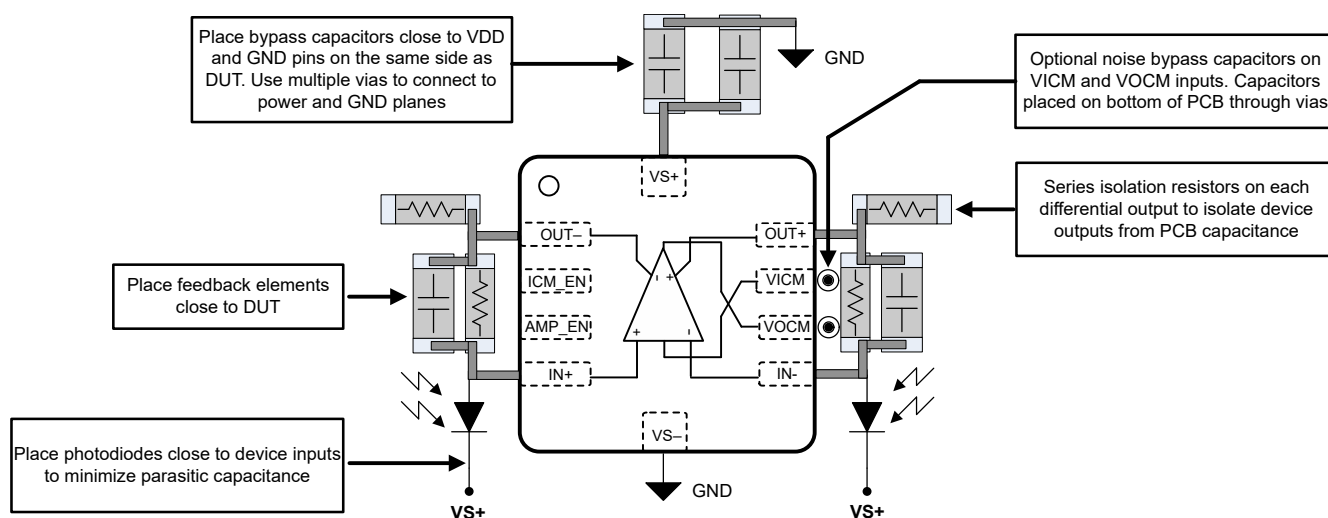 Place bypass capacitors close to VDD
and GND pins on the same side as
DUT. Use multiple vias to connect to
power and GND planes
GND
Optional noise bypass capacitors on
VICM and VOCM inputs. Capacitors
placed on bottom of PCB through vias
VS+
Series isolation resistors on each
differential output to isolate device
outputs from PCB capacitance
OUT–
OUT+
Place feedback elements
close to DUT
ICM_EN
VICM
AMP_EN
VOCM
IN+
IN-
- +
+ -
Place photodiodes close to device inputs
to minimize parasitic capacitance
VS–
GND
VS+
VS+